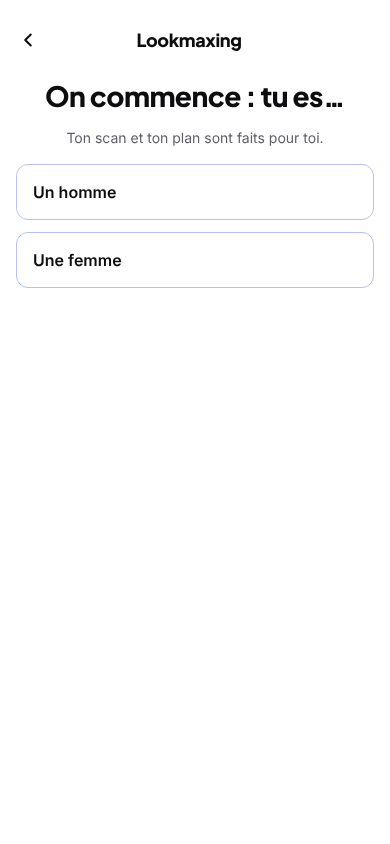 Lookmaxing
On commence : tu es…
Ton scan et ton plan sont faits pour toi.
Un homme
Une femme